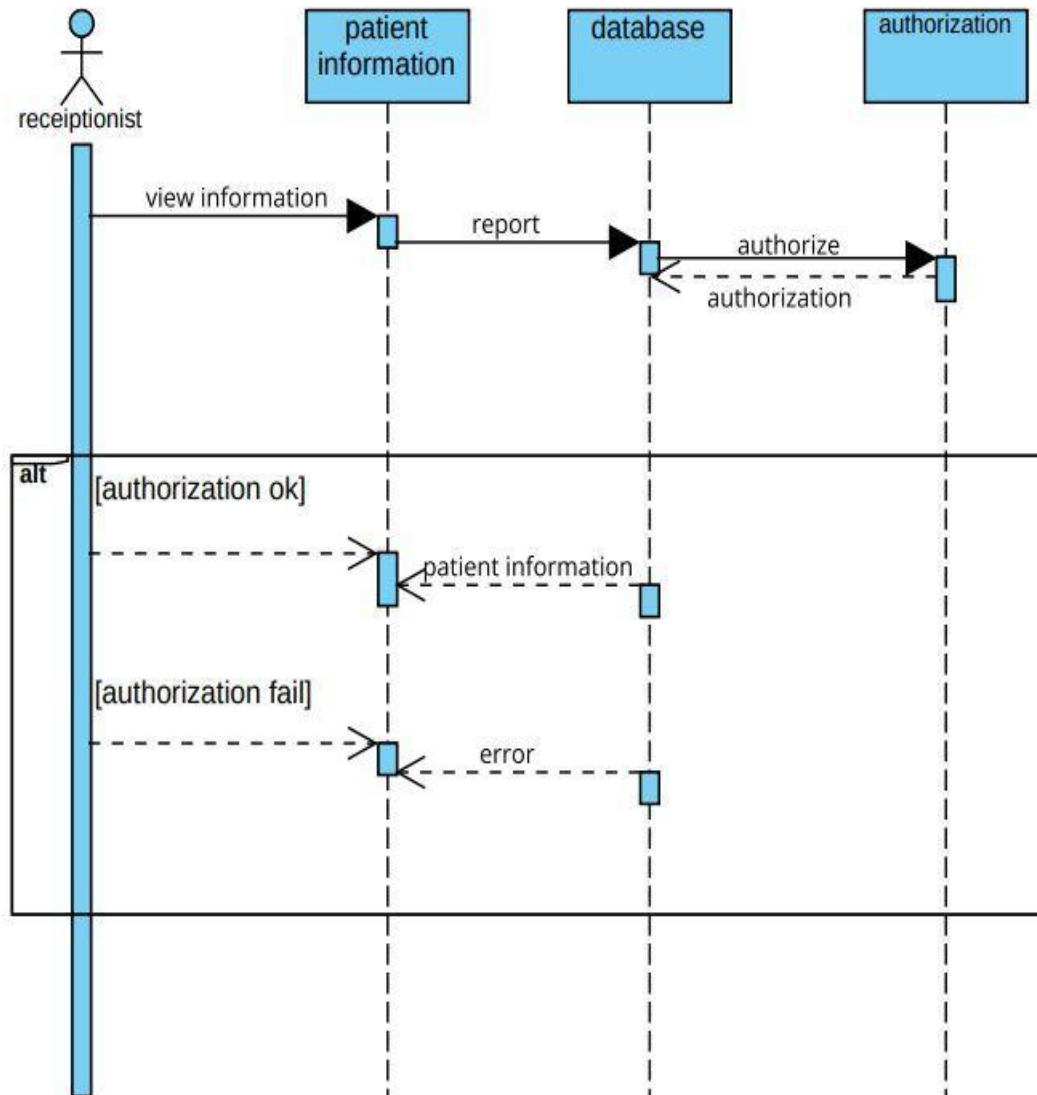 patient
information
database
authorization
receiptionist
view information
report
authorize
authorization
alt
[authorization ok]
patient information
[authorization fail]
error